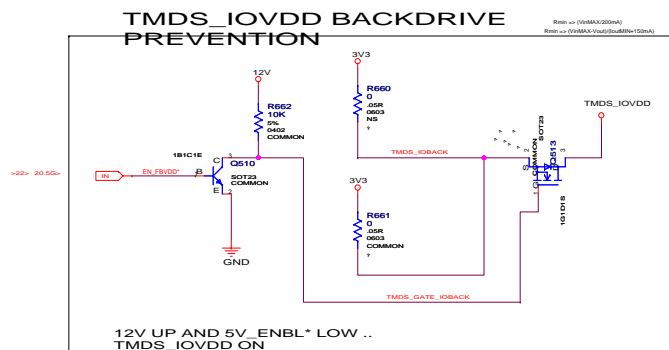 TMDS_IOVDD BACKDRIVE
PREVENTION
Rmin => (VinMAX/200mA)
Rmin => (VinMAX-Vout)/(IoutMIN+150mA)
3V3
12V
R660
0
.05R
0603
NS
?
R662
10K
5%
0402
COMMON
TMDS_IOVDD
SOT23
TMDS_IOBACK
2
3
S
D
G
1
Q513
COMMON
1G1D1S
1B1C1E
C
3
Q510
>22> 20.5G>
IN
EN_FBVDD*
B
SOT23
COMMON
E
2
3V3
R661
0
.05R
0603
COMMON
?
GND
TMDS_GATE_IOBACK
12V UP AND 5V_ENBL* LOW ..
TMDS_IOVDD ON